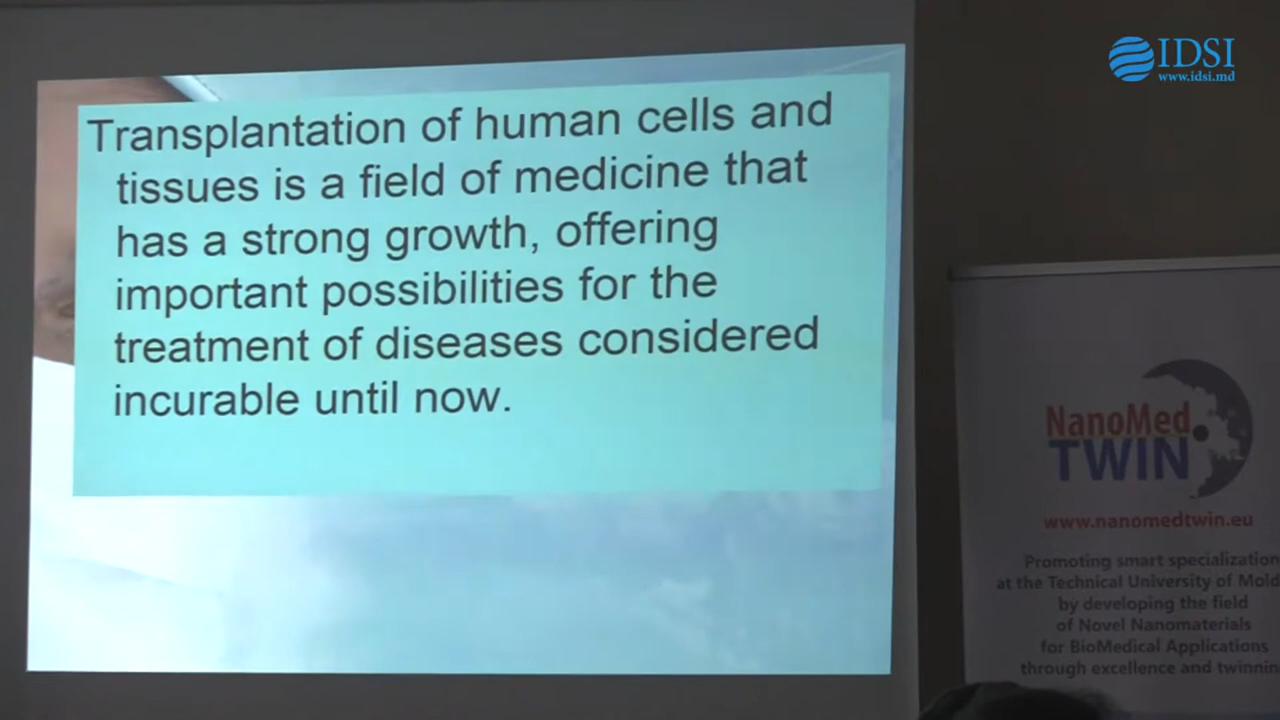 Transplantation of human cells and
tissues is a field of medicine that
has a strong growth, offering
important possibilities for the
treatment of diseases considered
incurable until now.
IDSI
www.idsi.md
NanoMed
TWIN
www.nanomedtwin.eu
Promoting smart specialization
at the Technical University of Mold
by developing the field
of Novel Nanomaterials
for BioMedical Applications
through excellence and twinnin